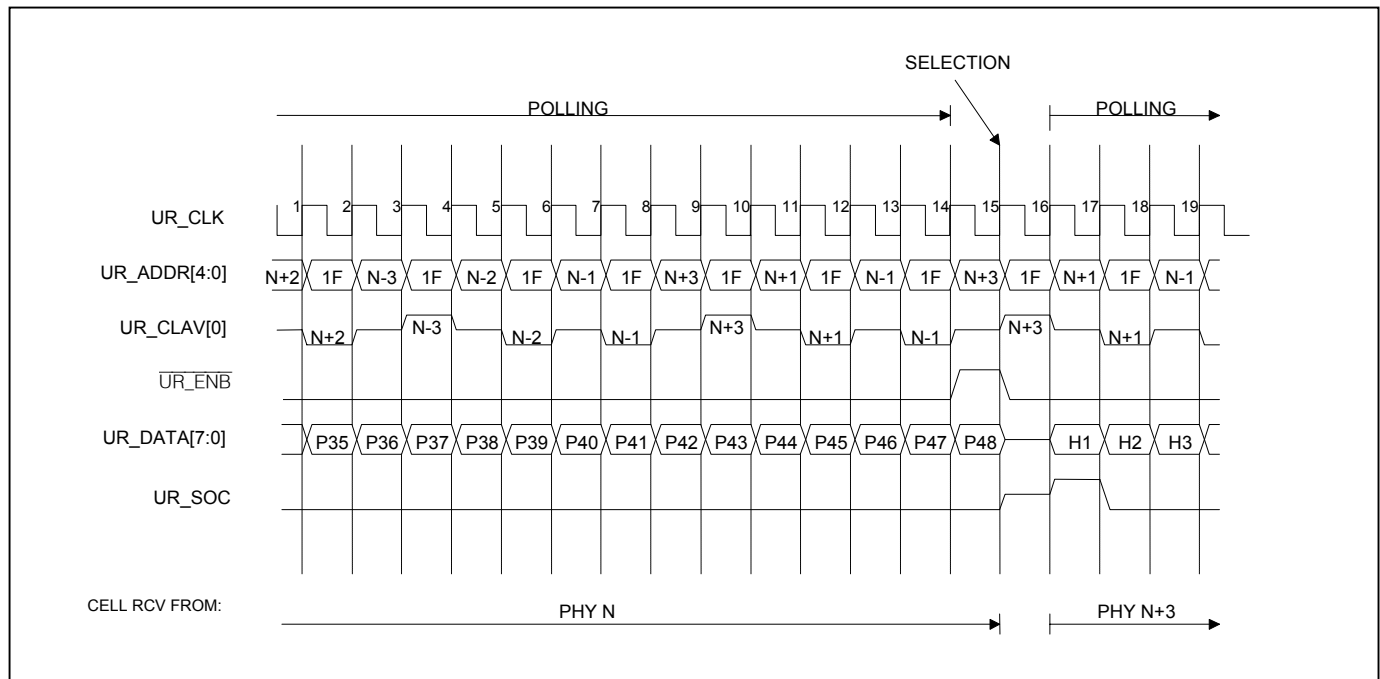 SELECTION
POLLING POLLING
UR_CLK 1 2 3 4 5 6 7 8 9 10 11 12 13 14 15 16 17 18 19
UR_ADDR[4:0] N+2 1F N-3 1F N-2 1F N-1 1F N+3 1F N+1 1F N-1 1F N+3 1F N+1 1F N-1
UR_CLAV[0] N+2 N-3 N-2 N-1 N+3 N+1 N-1 N+3 N+1
UR_ENB
UR_DATA[7:0] P35 P36 P37 P38 P39 P40 P41 P42 P43 P44 P45 P46 P47 P48 H1 H2 H3
UR_SOC
CELL RCV FROM: PHY N PHY N+3